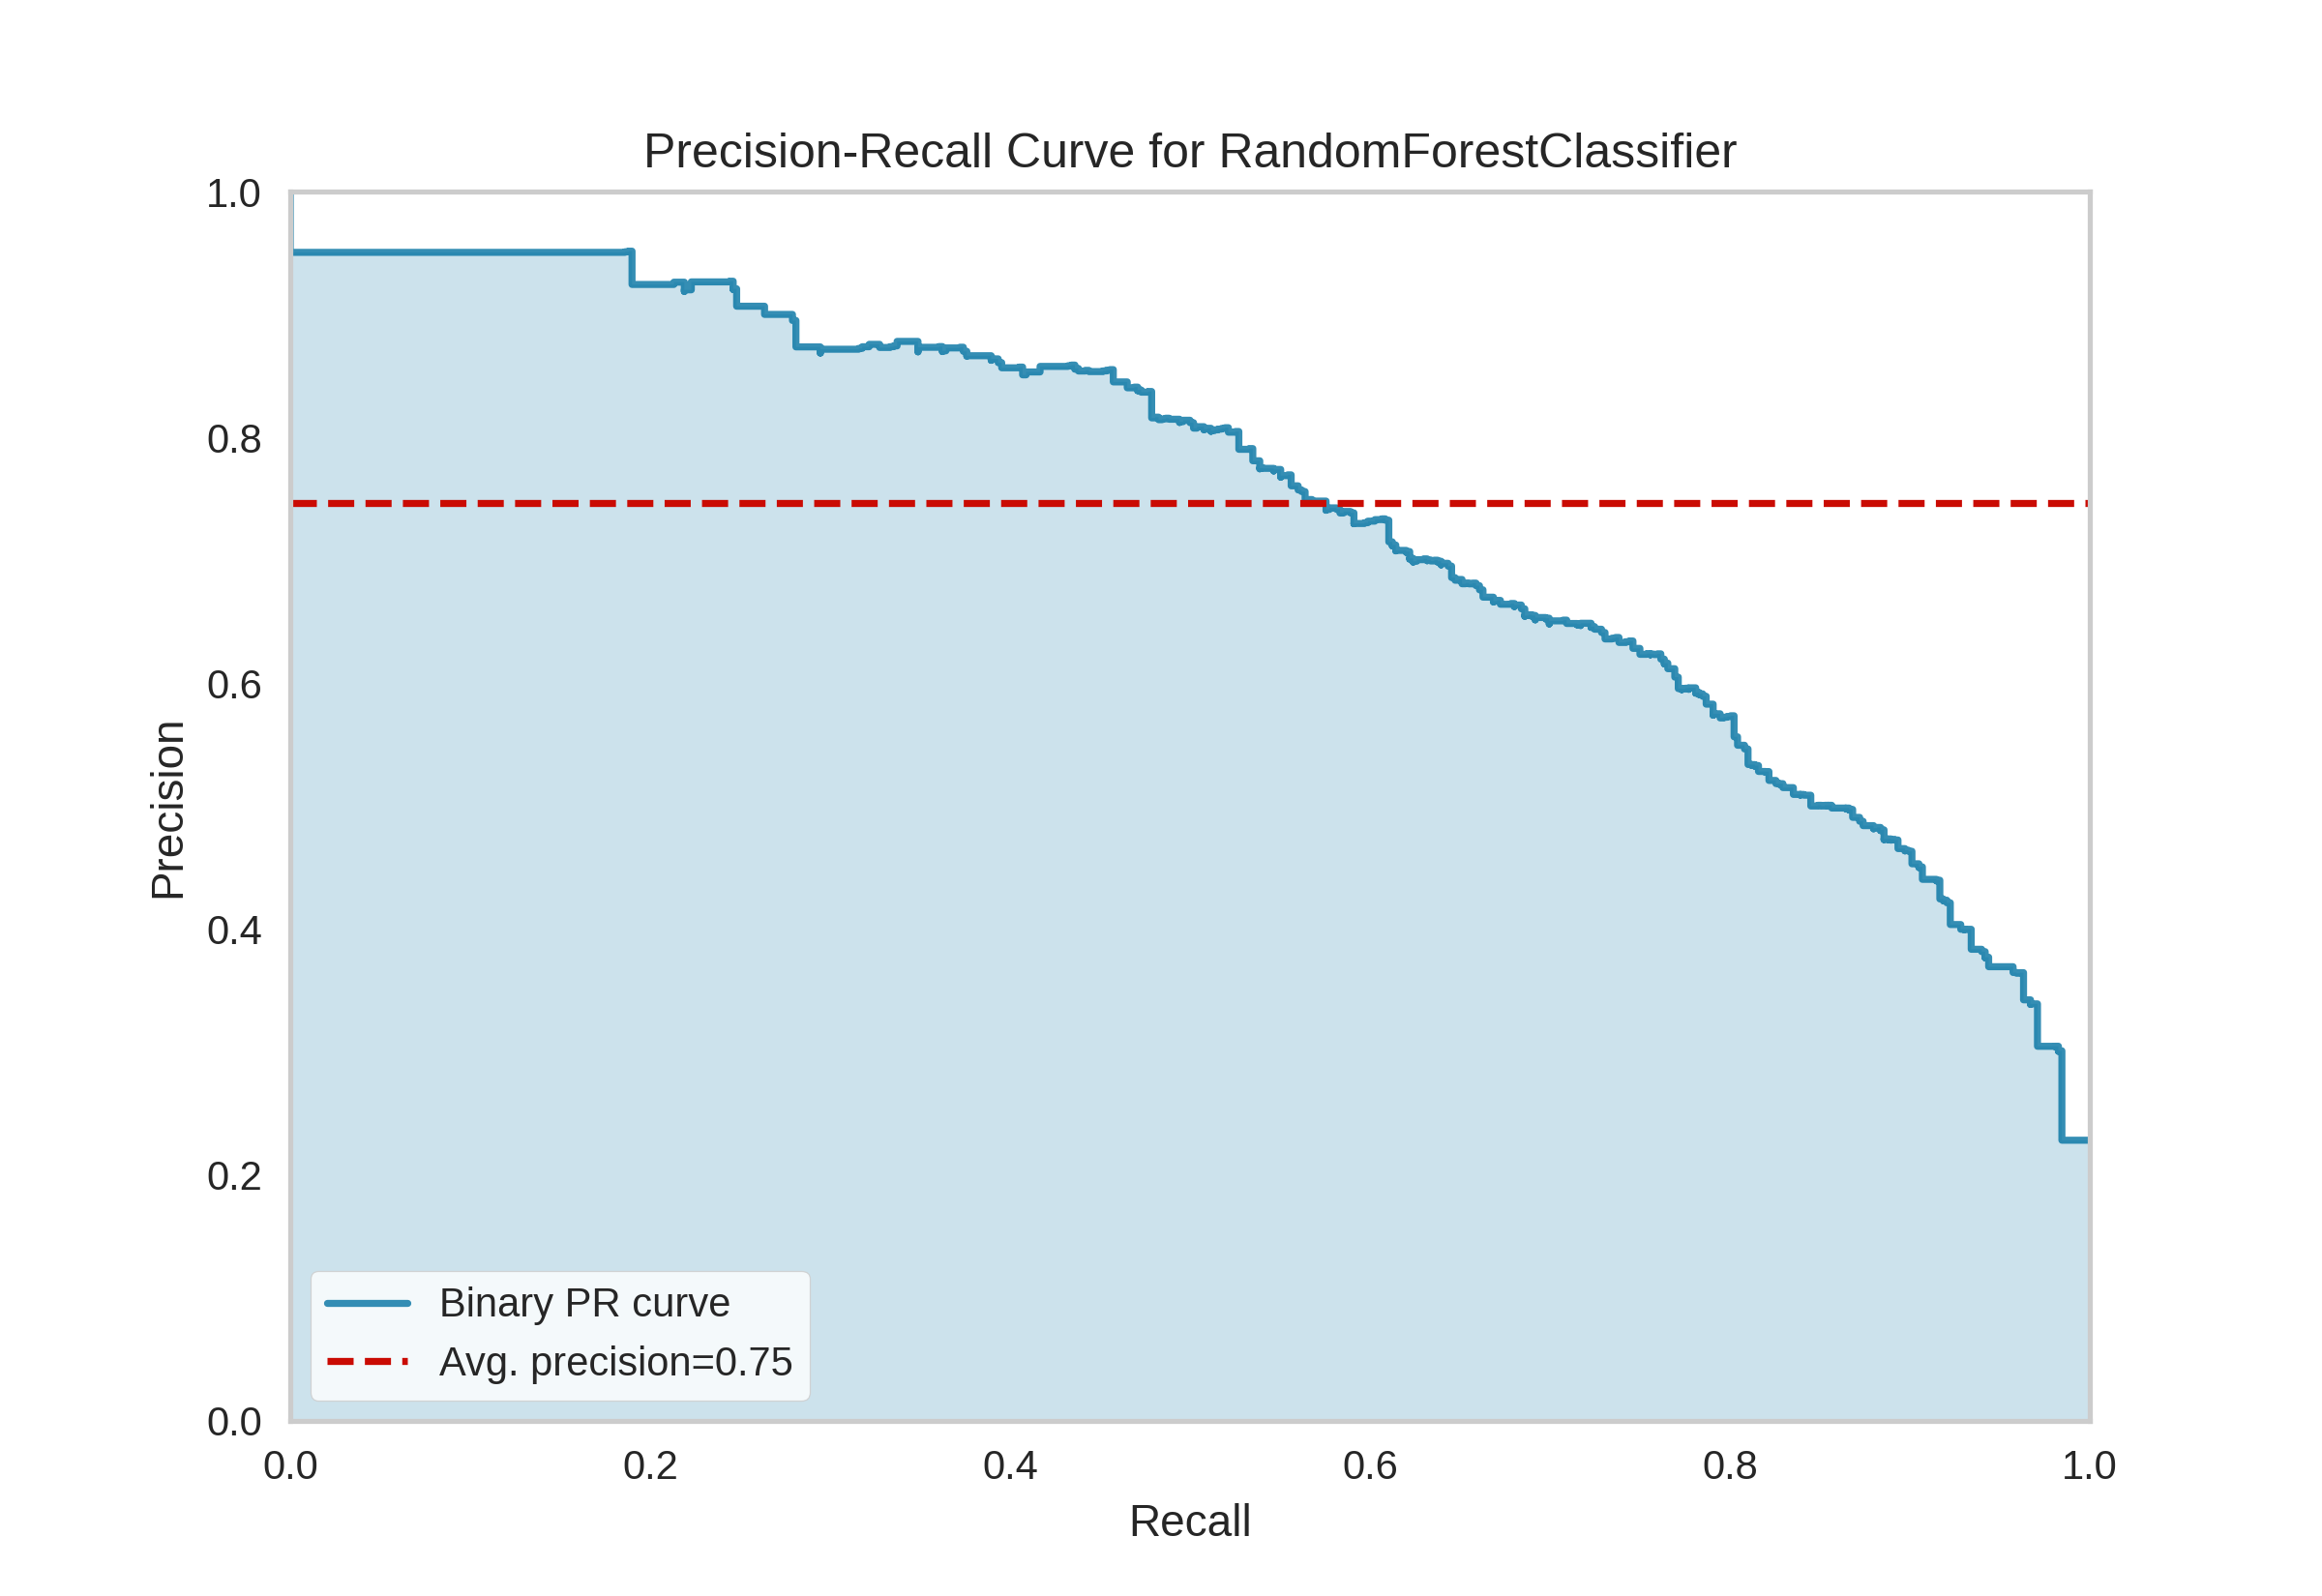 Precision-Recall Curve for RandomForestClassifier
1.0
0.8
0.6
0.4
0.2
0.0
Precision
Binary PR curve
Avg. precision=0.75
0.0 0.2 0.4 0.6 0.8 1.0
Recall